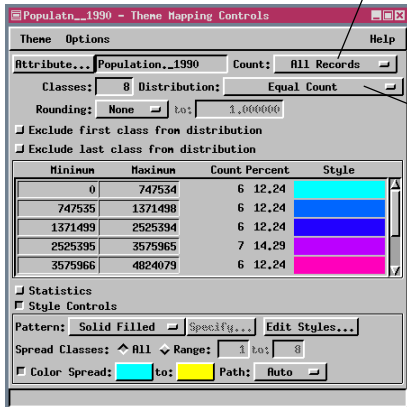 Populatn__1990 - Theme Mapping Controls
Theme Options Help
Attribute... Population._1990 Count: All Records
Classes: 8 Distribution: Equal Count
Rounding: None to: 1.000000
Exclude first class from distribution
Exclude last class from distribution
Minimum Maximum Count Percent Style
0 747534 6 12.24
747535 1371498 6 12.24
1371499 2525394 6 12.24
2525395 3575965 7 14.29
3575966 4824079 6 12.24
Statistics
Style Controls
Pattern: Solid Filled Specify... Edit Styles...
Spread Classes: All Range: 1 to: 8
Color Spread: to: Path: Auto